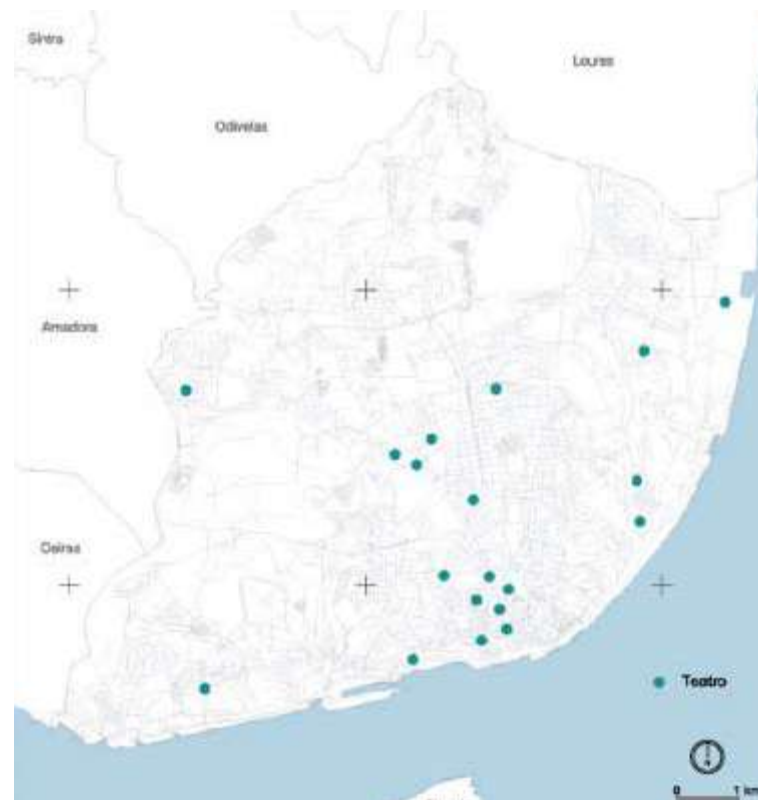 Sintra
Loures
Odivelas
Amadora
Oeiras
Teatro
0 1 km